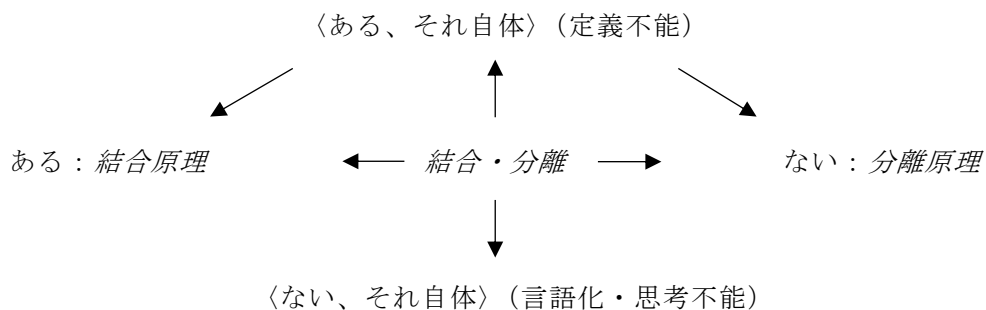 〈ある、それ自体〉（定義不能）
ある：結合原理 結合・分離 ない：分離原理
〈ない、それ自体〉（言語化・思考不能）